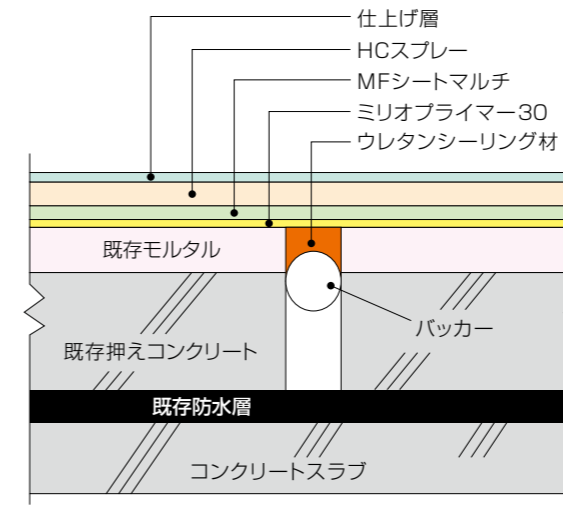 仕上げ層
HCスプレー
MFシートマルチ
ミリオプライマー30
ウレタンシーリング材
既存モルタル
バッカー
既存押えコンクリート
既存防水層
コンクリートスラブ